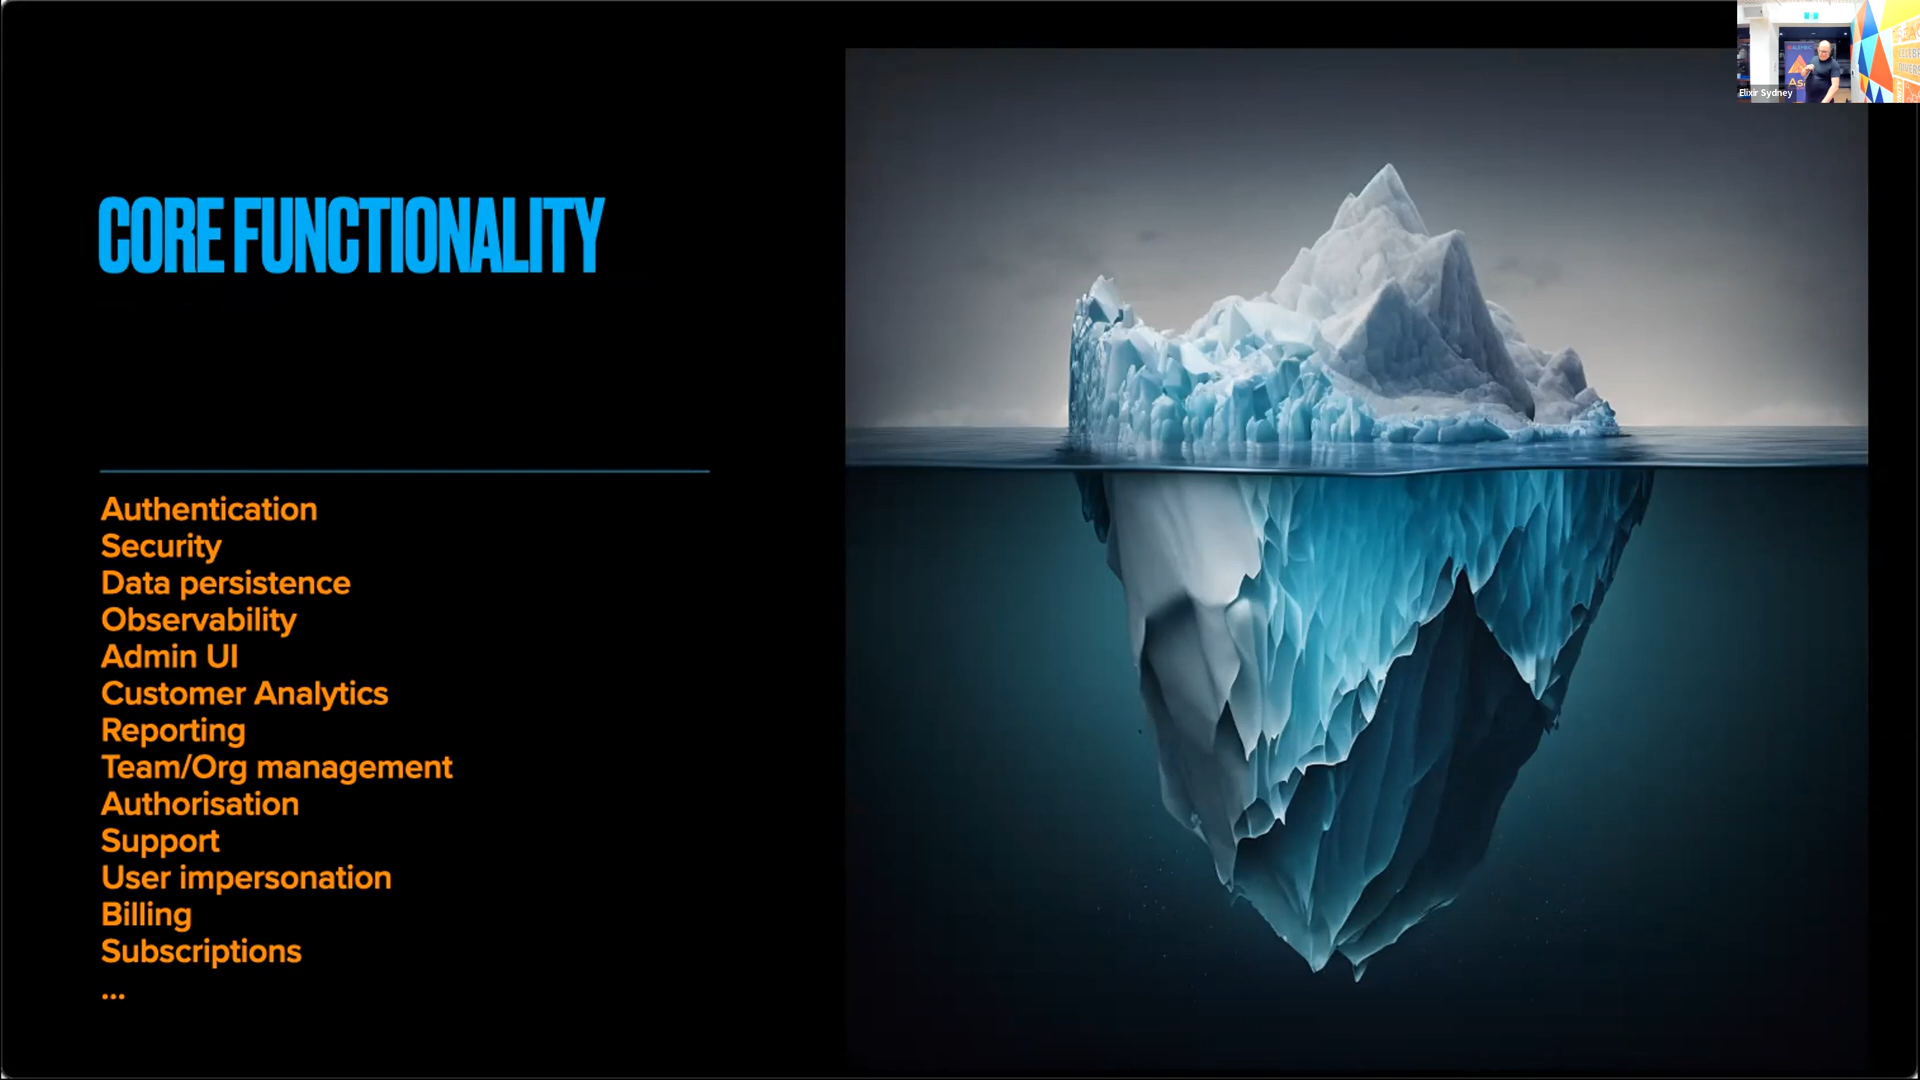 CORE FUNCTIONALITY
Authentication
Security
Data persistence
Observability
Admin UI
Customer Analytics
Reporting
Team/Org management
Authorisation
Support
User impersonation
Billing
Subscriptions
...
Elixir Sydney